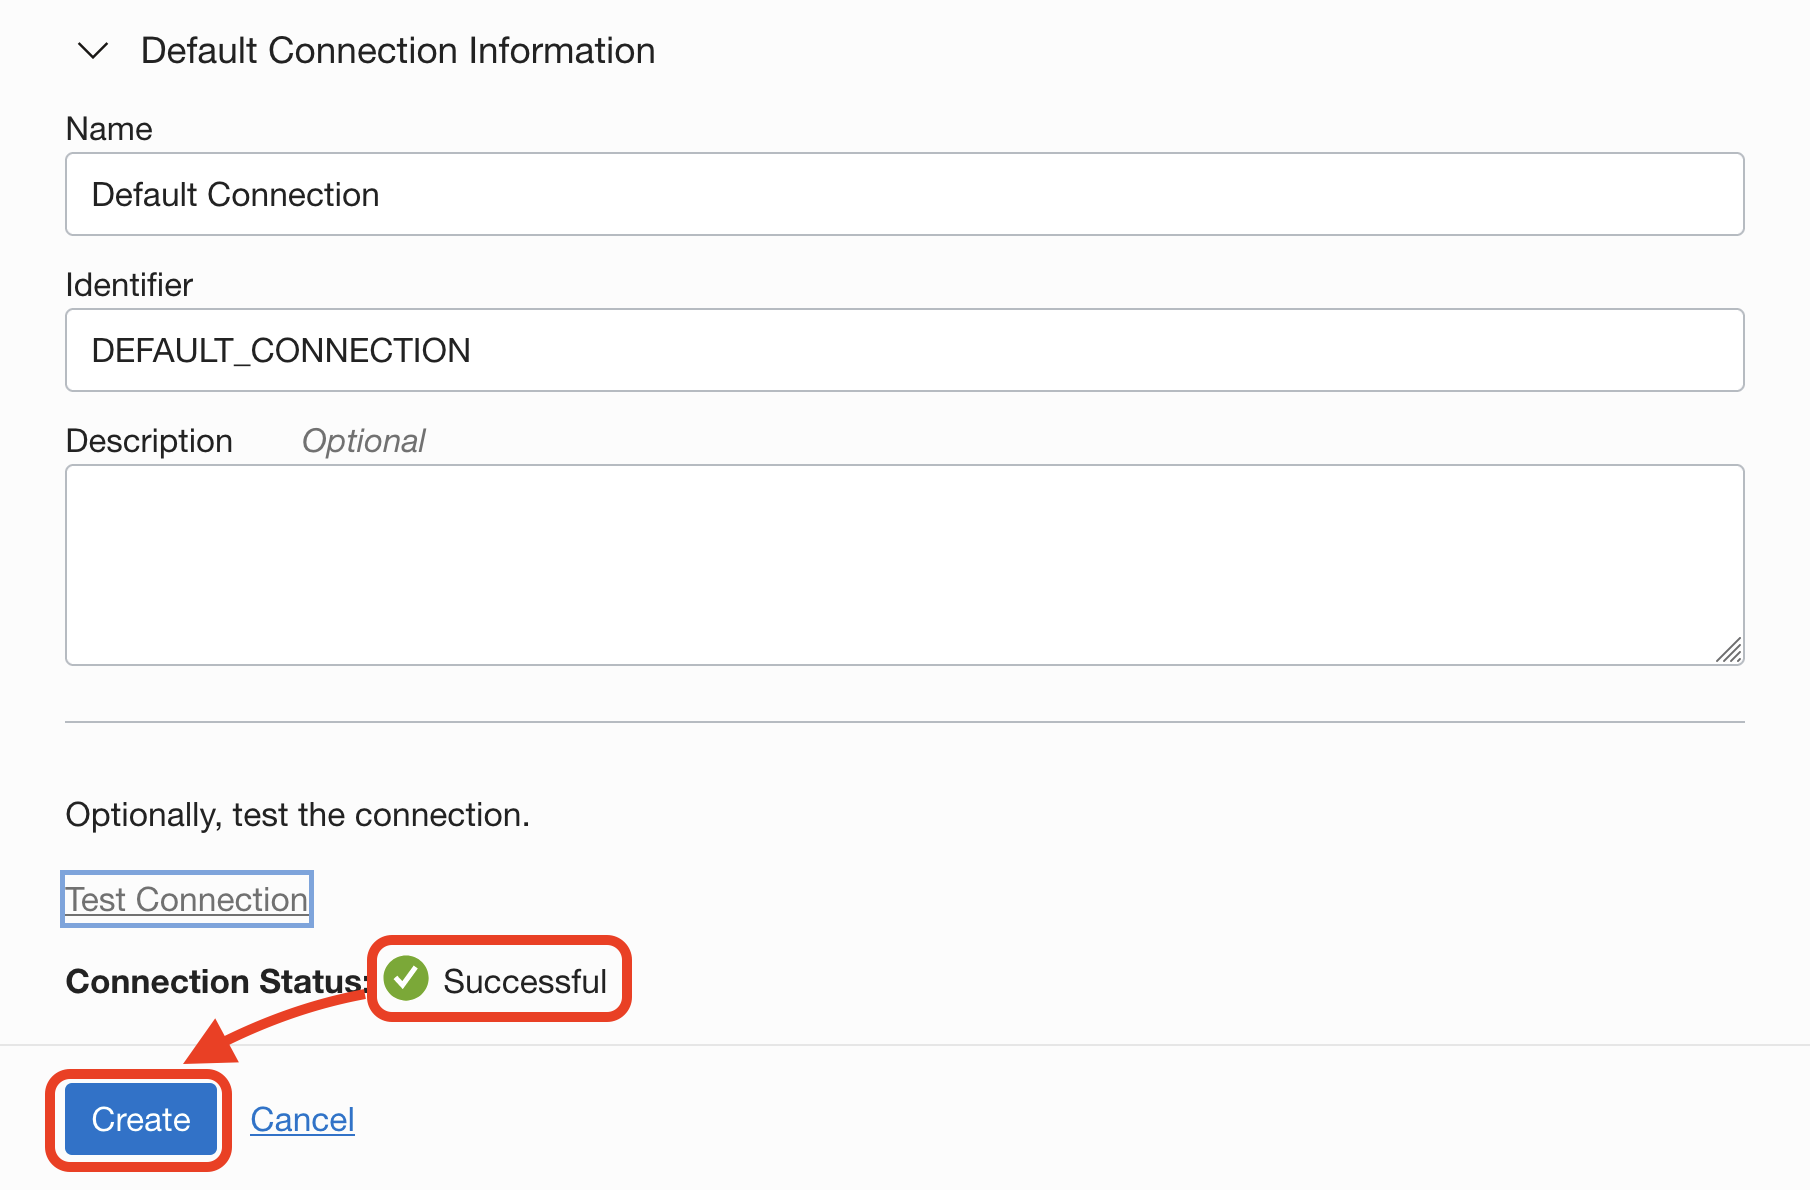 Default Connection Information
Name
Default Connection
Identifier
DEFAULT_CONNECTION
Description Optional
Optionally, test the connection.
Test Connection
Connection Status: Successful
Create Cancel